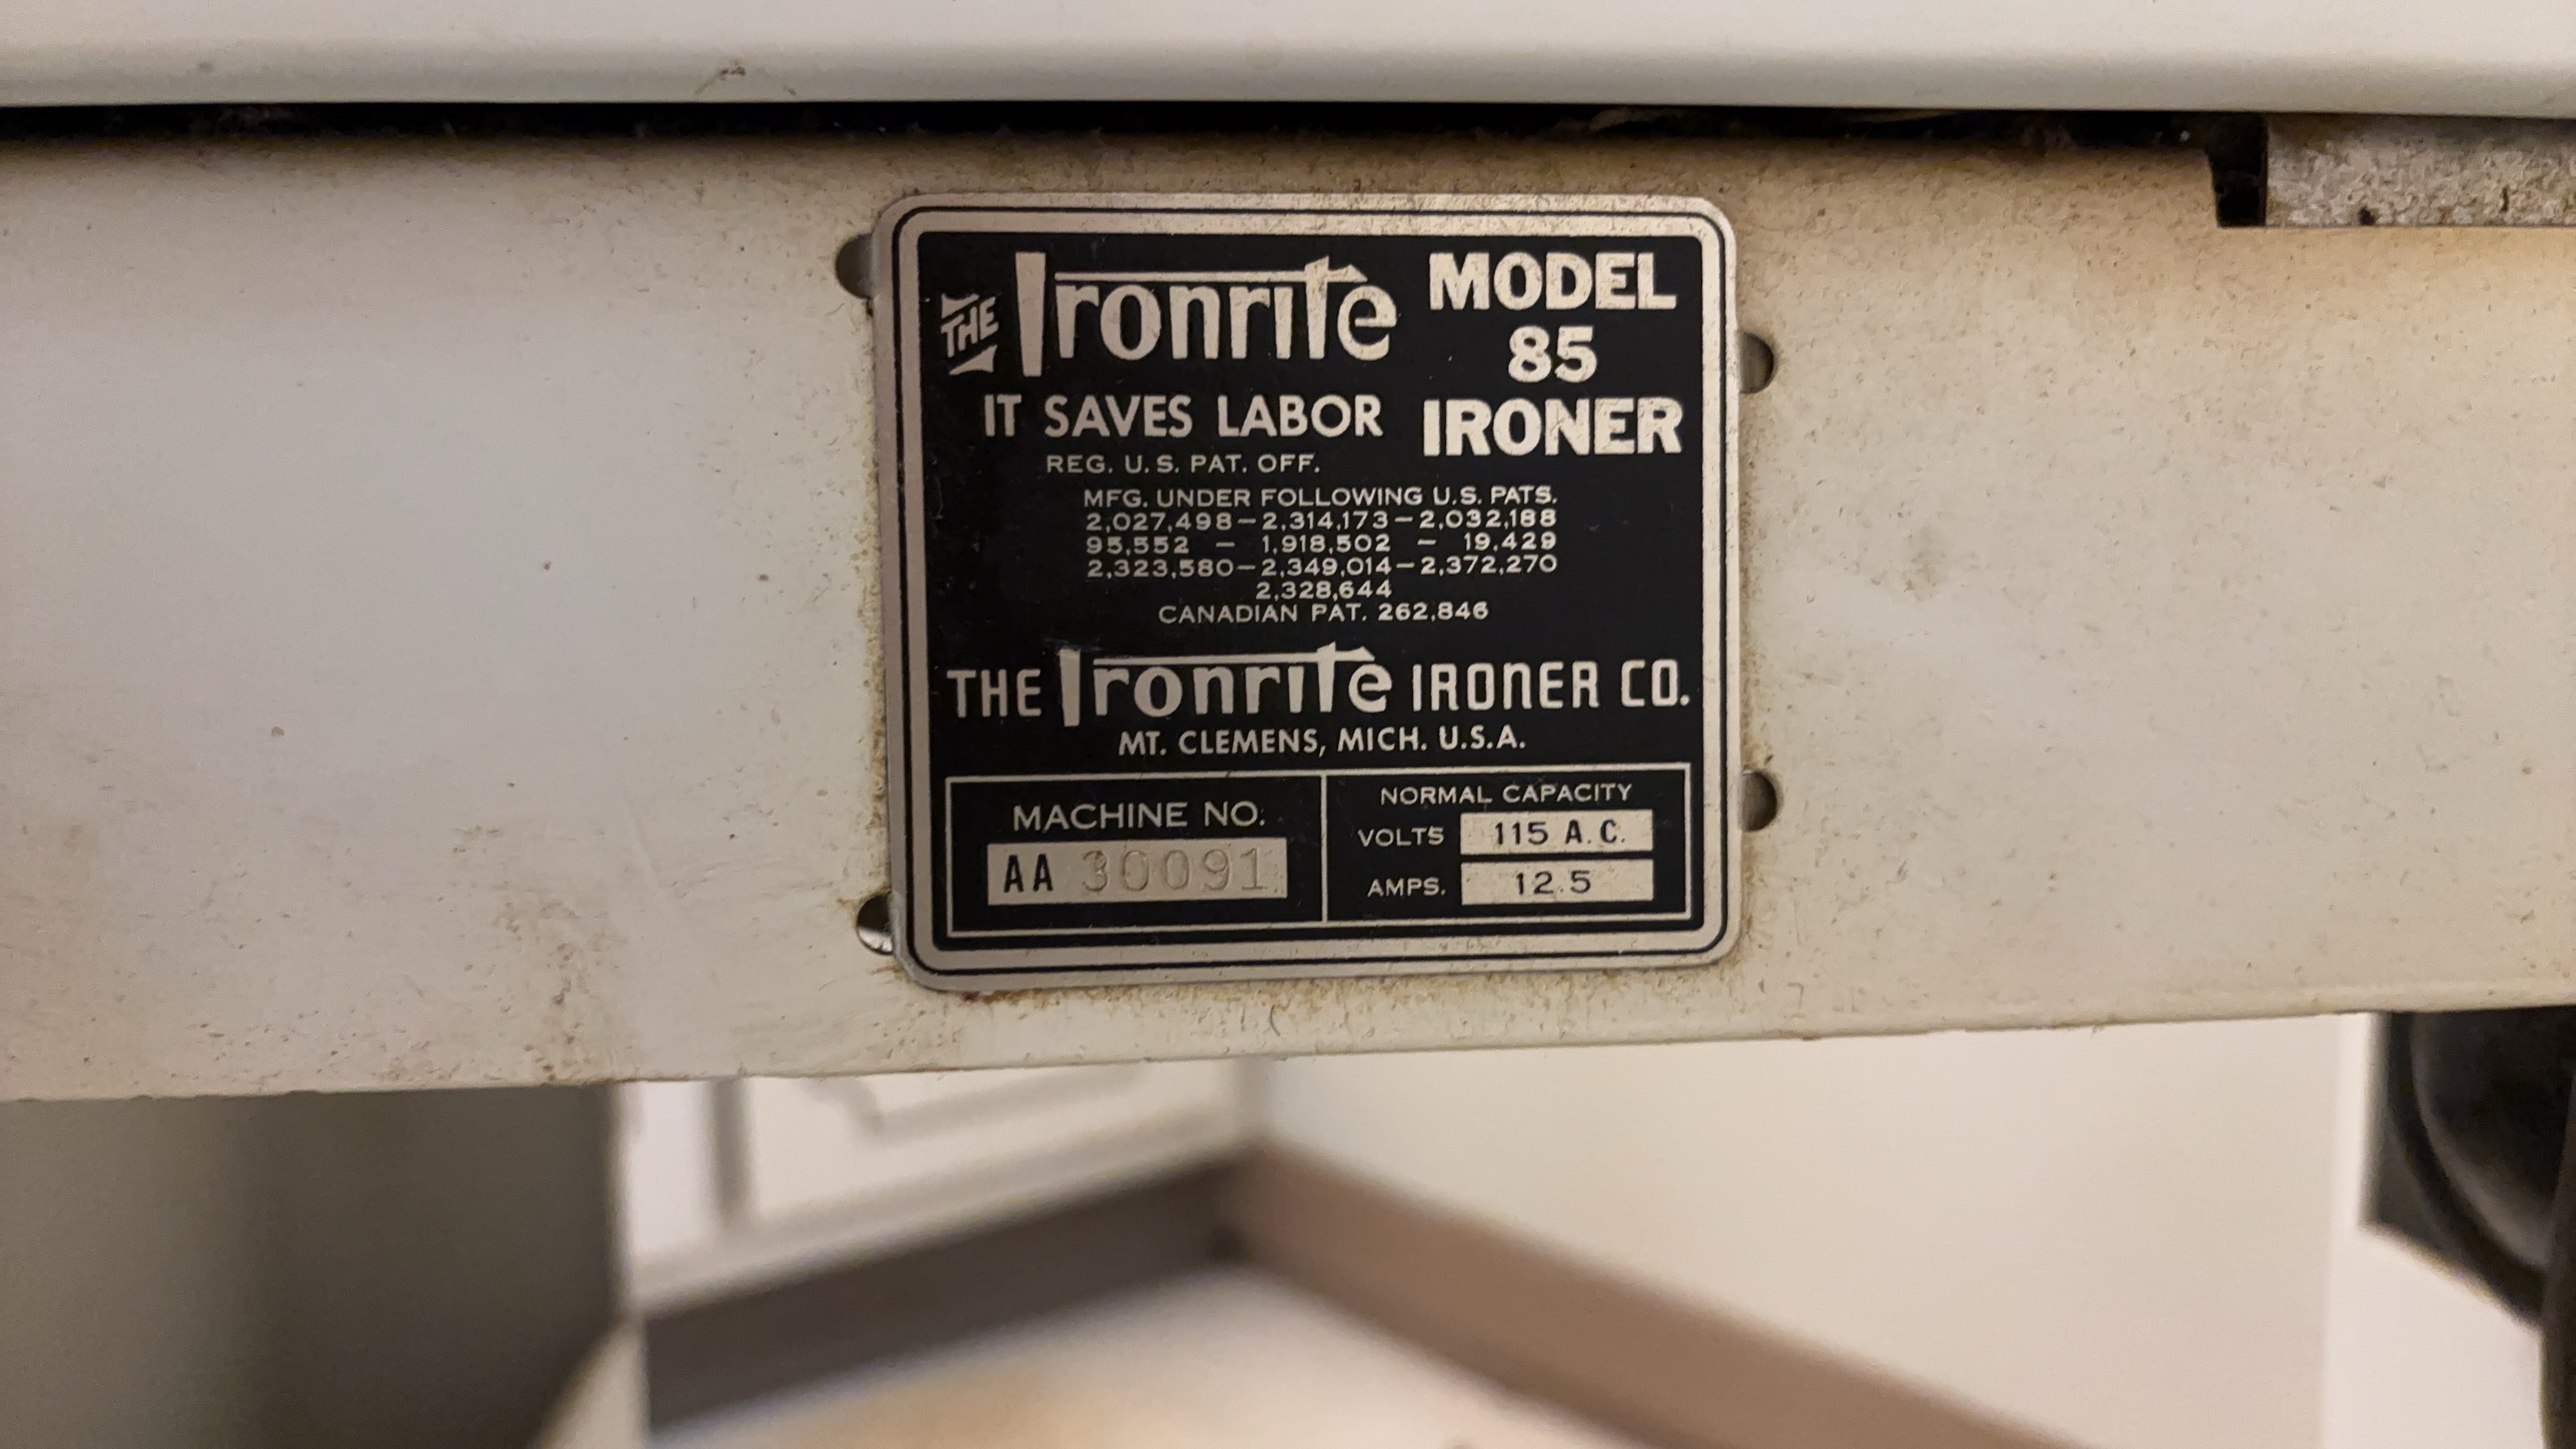 THE Ironrite
IT SAVES LABOR
REG. U. S. PAT. OFF.
MODEL
85
IRONER
MFG. UNDER FOLLOWING U.S. PATS.
2,027,498—2,314,173—2,032,188
95,552 — 1,918,502 — 19,429
2,323,580—2,349,014—2,372,270
2,328,644
CANADIAN PAT. 262,846
THE Ironrite IRONER CO.
MT. CLEMENS, MICH. U.S.A.
MACHINE NO.
AA 30091
NORMAL CAPACITY
VOLTS 115 A.C.
AMPS. 12.5